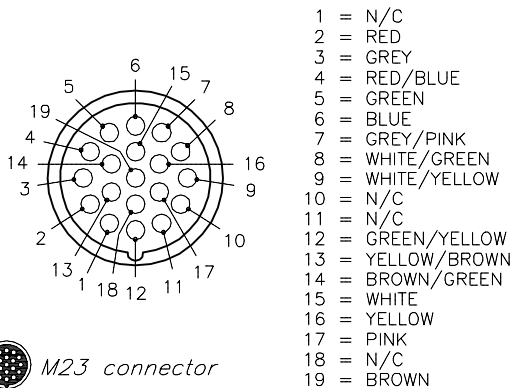 6
15
5
7
19
8
4
14
16
3
9
2
10
13
17
1
18
12
11
1 = N/C
2 = RED
3 = GREY
4 = RED/BLUE
5 = GREEN
6 = BLUE
7 = GREY/PINK
8 = WHITE/GREEN
9 = WHITE/YELLOW
10 = N/C
11 = N/C
12 = GREEN/YELLOW
13 = YELLOW/BROWN
14 = BROWN/GREEN
15 = WHITE
16 = YELLOW
17 = PINK
18 = N/C
19 = BROWN
M23 connector